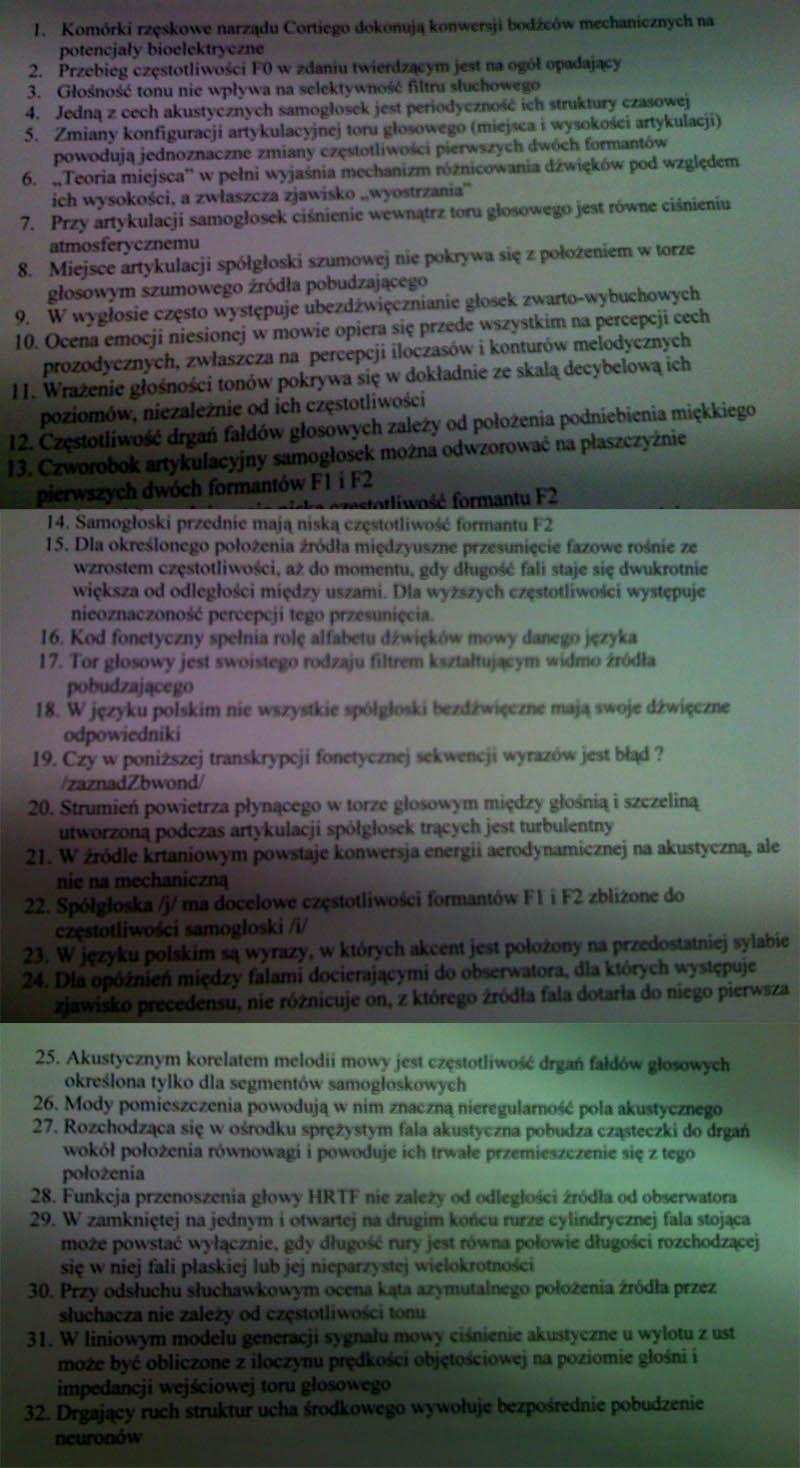 1. Komórki rzęskowe narządu Cortiego dokonują konwersji bodźców mechanicznych na
potencjały bioelektryczne
2. Przebieg częstotliwości F0 w zdaniu twierdzącym jest na ogół opadający
3. Głośność tonu nie wpływa na selektywność filtru słuchowego
4. Jedną z cech akustycznych samogłosek jest periodyczność ich struktury czasowej
5. Zmiany konfiguracji artykulacyjnej toru głosowego (miejsca i wysokości artykulacji)
powodują jednoznaczne zmiany częstotliwości pierwszych dwóch formantów
6. „Teoria miejsca" w pełni wyjaśnia mechanizm różnicowania dźwięków pod względem
ich wysokości, a zwłaszcza zjawisko „wyostrzania"
7. Przy artykulacji samogłosek ciśnienie wewnątrz toru głosowego jest równe ciśnieniu
atmosferycznemu
8. Miejsce artykulacji spółgłoski szumowej nie pokrywa się z położeniem w torze
głosowym szumowego źródła pobudzającego
9. W wygłosie często występuje ubezdźwięcznianie głosek zwarto-wybuchowych
10. Ocena emocji niesionej w mowie opiera się przede wszystkim na percepcji cech
prozodycznych, zwłaszcza na percepcji iloczasów i konturów melodycznych
11. Wrażenie głośności tonów pokrywa się w dokładnie ze skalą decybelową ich
poziomów, niezależnie od ich częstotliwości
12. Częstotliwość drgań fałdów głosowych zależy od położenia podniebienia miękkiego
13. Czworobok artykulacyjny samogłosek można odwzorować na płaszczyźnie
pierwszych dwóch formantów F1 i F2
częstotliwość formantu F2
14. Samogłoski przednie mają niską częstotliwość formantu F2
15. Dla określonego położenia źródła międzyuszne przesunięcie fazowe rośnie ze
wzrostem częstotliwości, aż do momentu, gdy długość fali staje się dwukrotnie
większa od odległości między uszami. Dla wyższych częstotliwości występuje
nieoznaczoność percepcji tego przesunięcia.
16. Kod fonetyczny spełnia rolę alfabetu dźwięków mowy danego języka
17. Tor głosowy jest swoistego rodzaju filtrem kształtującym widmo źródła
pobudzającego
18. W języku polskim nie wszystkie spółgłoski bezdźwięczne mają swoje dźwięczne
odpowiedniki
19. Czy w poniższej transkrypcji fonetycznej sekwencji wyrazów jest błąd ?
/zaznadZbwond/
20. Strumień powietrza płynącego w torze głosowym między głośnią i szczeliną
utworzoną podczas artykulacji spółgłosek trących jest turbulentny
21. W źródle krtaniowym powstaje konwersja energii aerodynamicznej na akustyczną, ale
nie na mechaniczną
22. Spółgłoska /j/ ma docelowe częstotliwości formantów F1 i F2 zbliżone do
częstotliwości samogłoski /i/
23. W języku polskim są wyrazy, w których akcent jest położony na przedostatniej sylabie
24. Dla opóźnień między falami docierającymi do obserwatora, dla których występuje
zjawisko precedensu, nie różnicuje on, z którego źródła fala dotarła do niego pierwsza
25. Akustycznym korelatem melodii mowy jest częstotliwość drgań fałdów głosowych
określona tylko dla segmentów samogłoskowych
26. Mody pomieszczenia powodują w nim znaczną nieregularność pola akustycznego
27. Rozchodząca się w ośrodku sprężystym fala akustyczna pobudza cząsteczki do drgań
wokół położenia równowagi i powoduje ich trwałe przemieszczenie się z tego
położenia
28. Funkcja przenoszenia głowy HRTF nie zależy od odległości źródła od obserwatora
29. W zamkniętej na jednym i otwartej na drugim końcu rurze cylindrycznej fala stojąca
może powstać wyłącznie, gdy długość rury jest równa połowie długości rozchodzącej
się w niej fali płaskiej lub jej nieparzystej wielokrotności
30. Przy odsłuchu słuchawkowym ocena kąta azymutalnego położenia źródła przez
słuchacza nie zależy od częstotliwości tonu
31. W liniowym modelu generacji sygnału mowy ciśnienie akustyczne u wylotu z ust
może być obliczone z iloczynu prędkości objętościowej na poziomie głośni i
impedancji wejściowej toru głosowego
32. Drgający ruch struktur ucha środkowego wywołuje bezpośrednie pobudzenie
neuronów